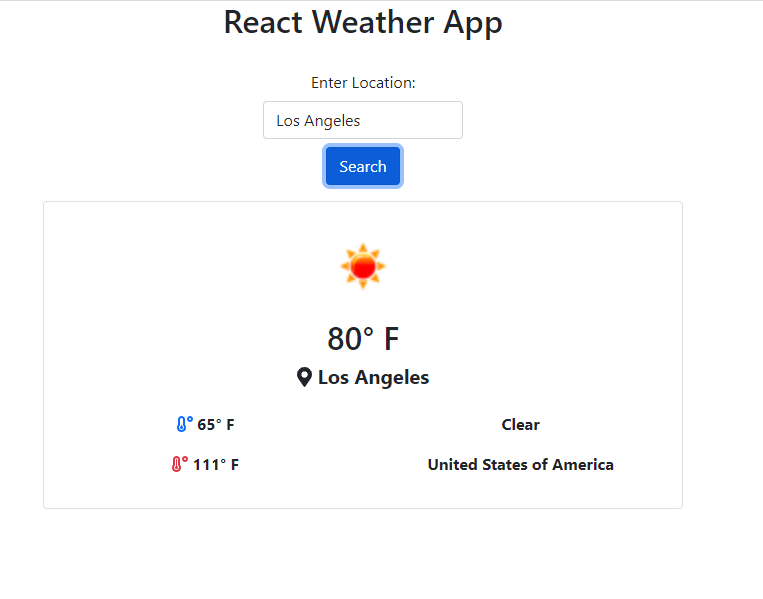 React Weather App
Enter Location:
Los Angeles
Search
80° F
Los Angeles
65° F
Clear
111° F
United States of America